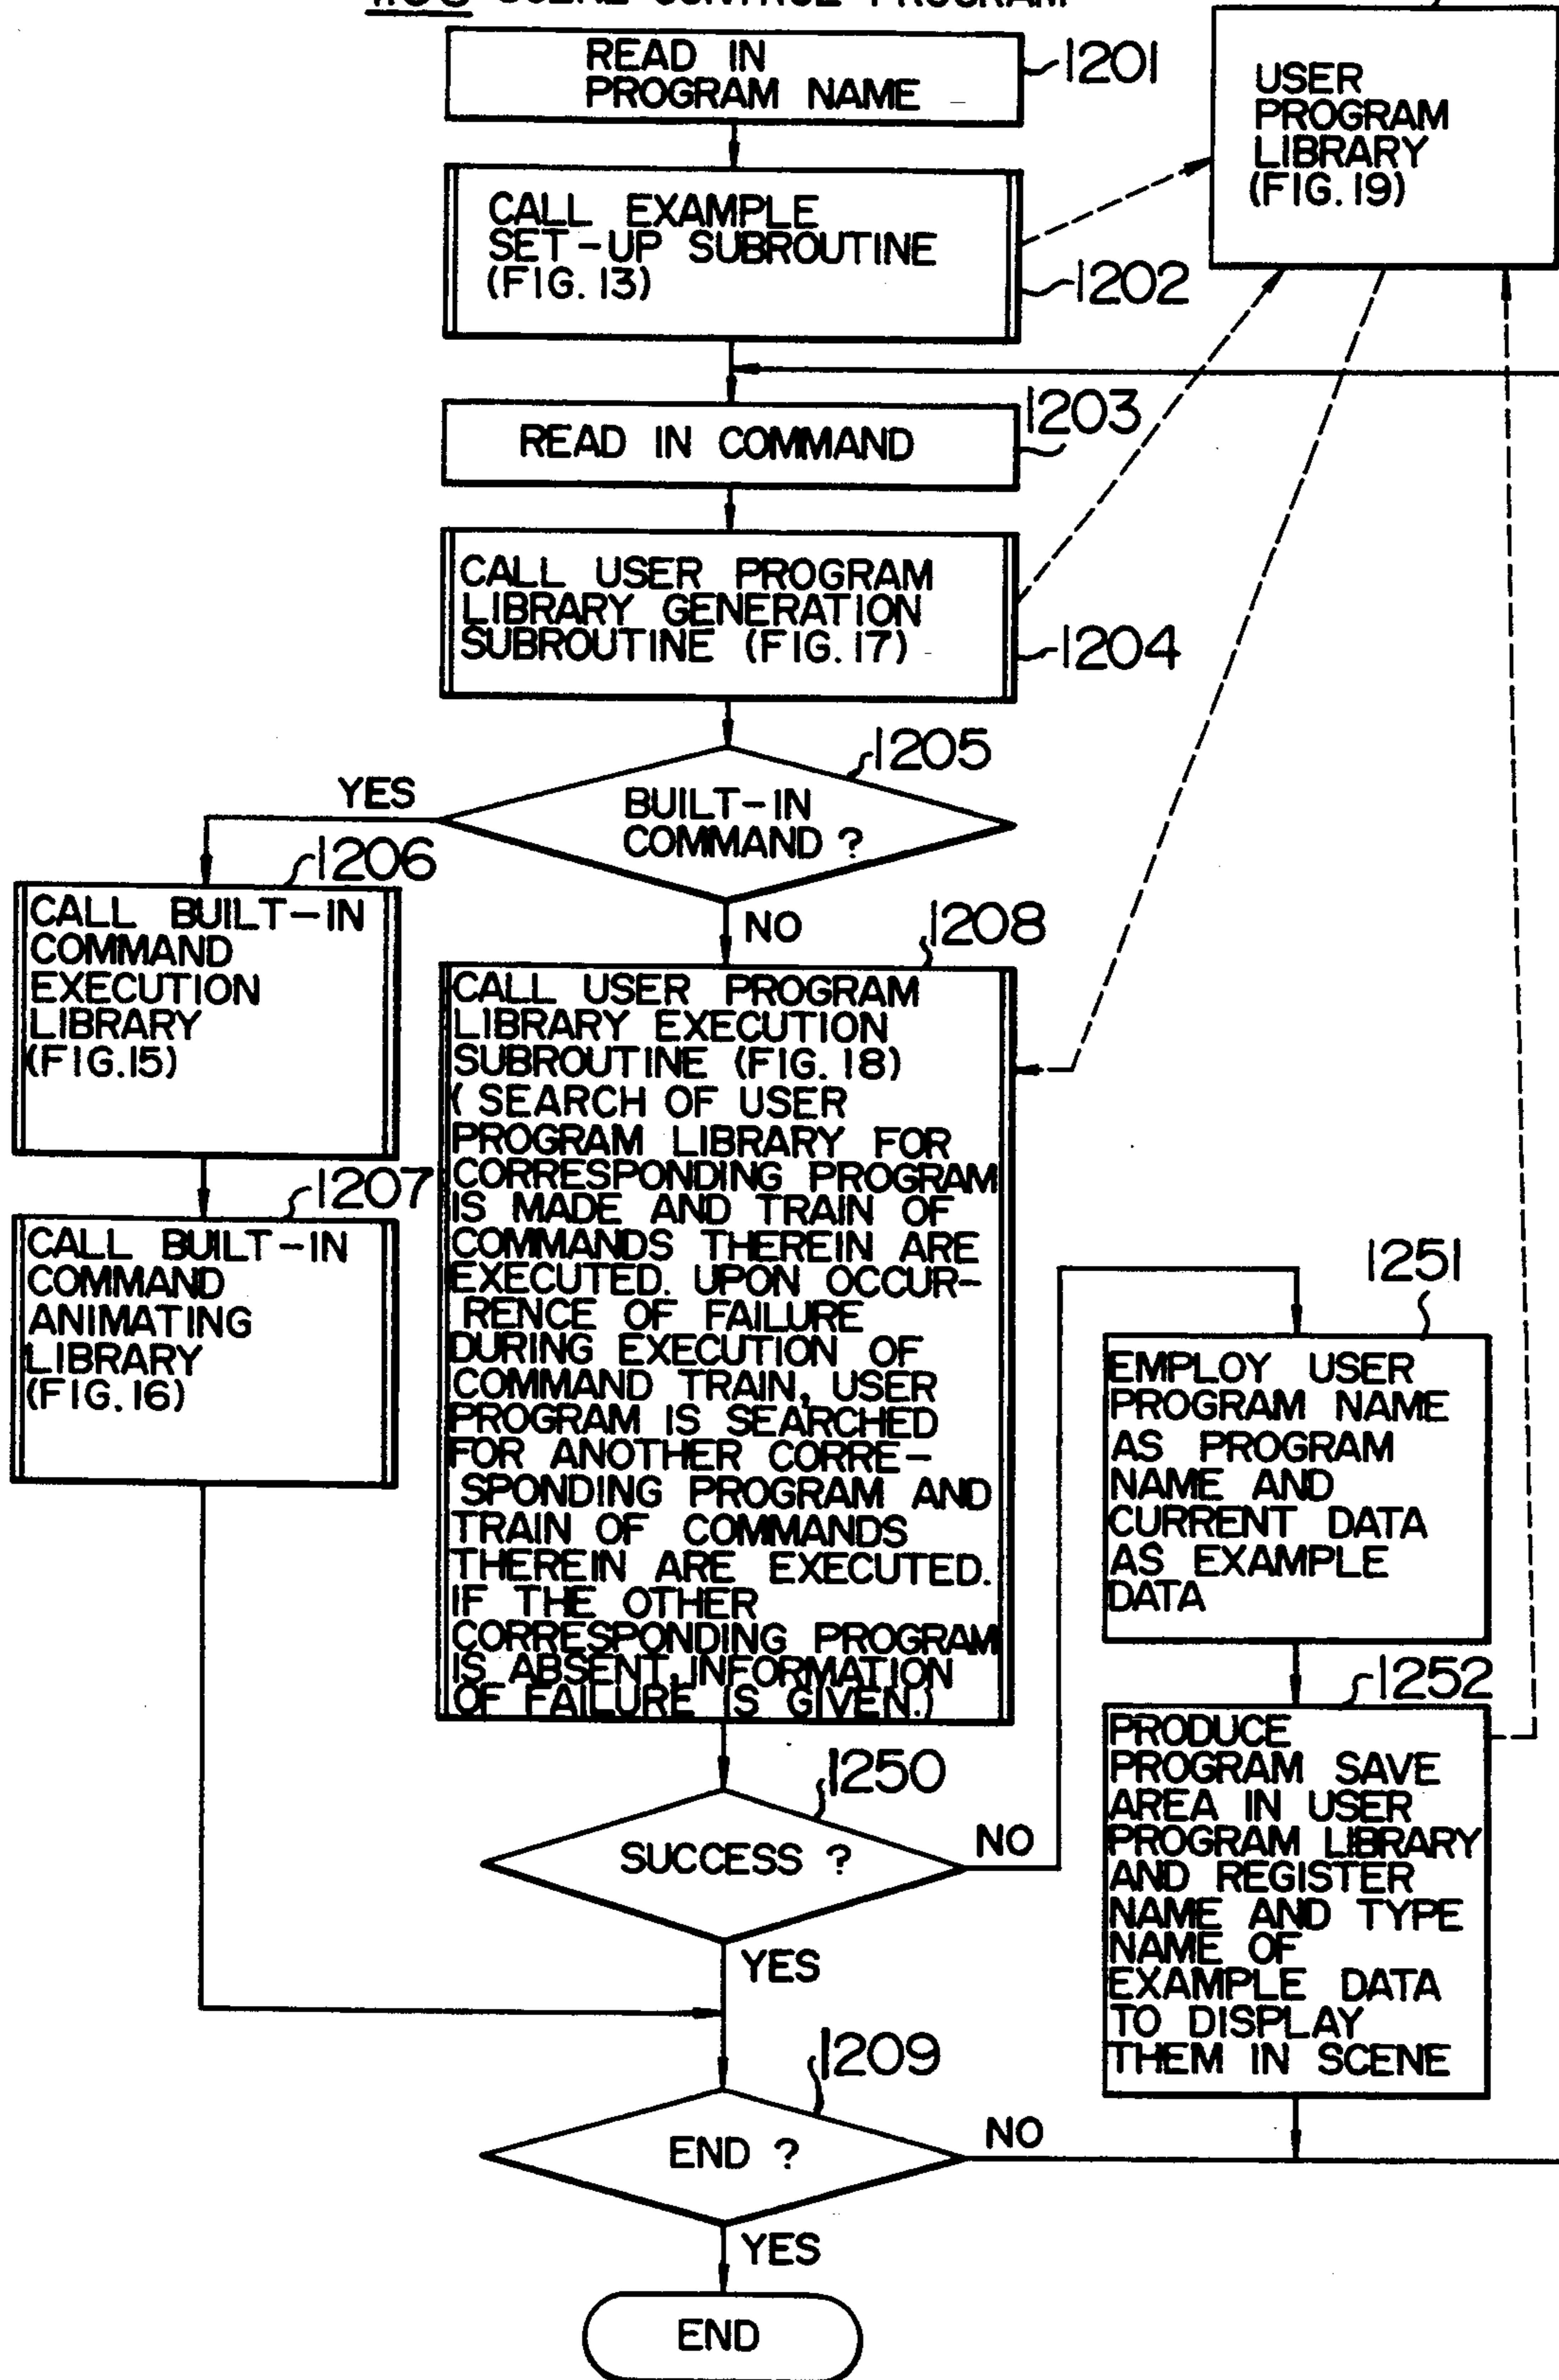 SCENE CONTROL PROGRAM
READ IN
PROGRAM NAME
1201
USER
PROGRAM
LIBRARY
(FIG. 19)
CALL EXAMPLE
SET-UP SUBROUTINE
(FIG. 13)
1202
READ IN COMMAND
1203
CALL USER PROGRAM
LIBRARY GENERATION
SUBROUTINE (FIG. 17)
1204
1205
BUILT-IN
COMMAND ?
YES
NO
1206
CALL BUILT-IN
COMMAND
EXECUTION
LIBRARY
(FIG.15)
1207
CALL BUILT-IN
COMMAND
ANIMATING
LIBRARY
(FIG. 16)
1208
CALL USER PROGRAM
LIBRARY EXECUTION
SUBROUTINE (FIG. 18)
( SEARCH OF USER
PROGRAM LIBRARY FOR
CORRESPONDING PROGRAM
IS MADE AND TRAIN OF
COMMANDS THEREIN ARE
EXECUTED. UPON OCCUR-
RENCE OF FAILURE
DURING EXECUTION OF
COMMAND TRAIN, USER
PROGRAM IS SEARCHED
FOR ANOTHER CORRE-
SPONDING PROGRAM AND
TRAIN OF COMMANDS
THEREIN ARE EXECUTED.
IF THE OTHER
CORRESPONDING PROGRAM
IS ABSENT, INFORMATION
OF FAILURE IS GIVEN.)
1251
EMPLOY USER
PROGRAM NAME
AS PROGRAM
NAME AND
CURRENT DATA
AS EXAMPLE
DATA
1252
PRODUCE
PROGRAM SAVE
AREA IN USER
PROGRAM LIBRARY
AND REGISTER
NAME AND TYPE
NAME OF
EXAMPLE DATA
TO DISPLAY
THEM IN SCENE
1250
SUCCESS ?
NO
YES
1209
END ?
NO
YES
END